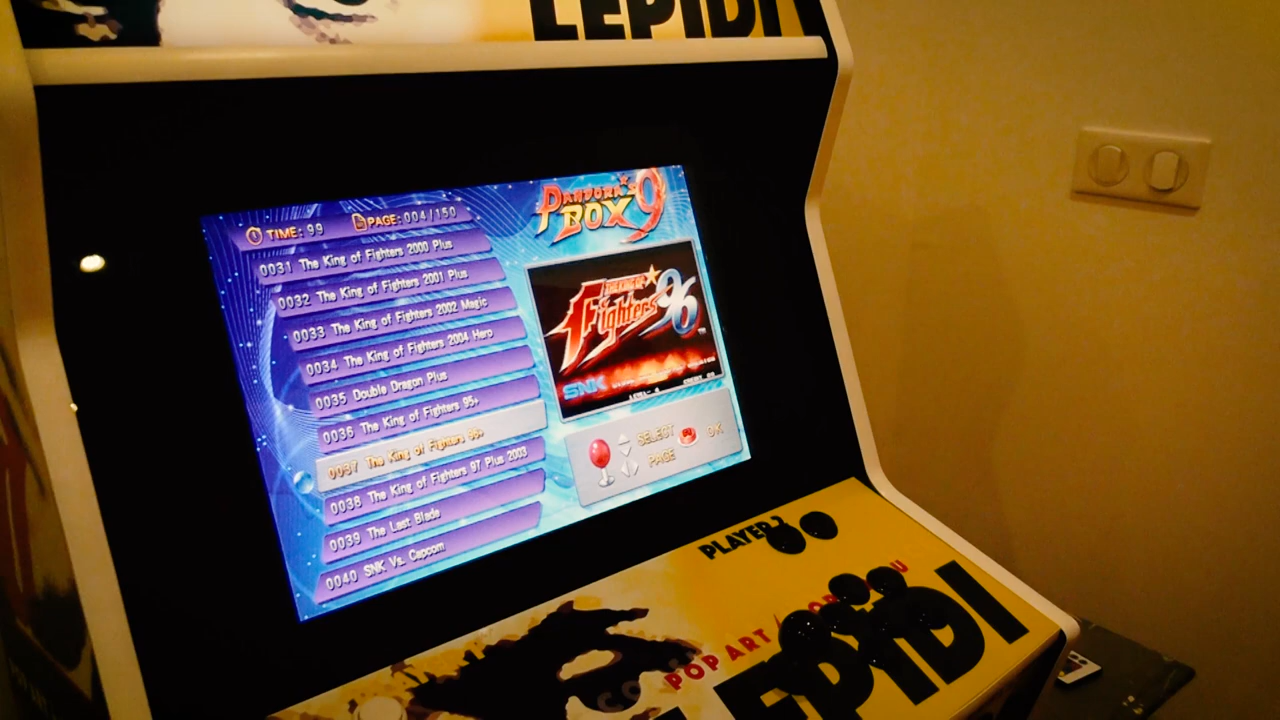 LEPIDI
TIME: 99 PAGE: 004/150
PANDORA'S
BOX 9
0031 The King of Fighters 2000 Plus
0032 The King of Fighters 2001 Plus
0033 The King of Fighters 2002 Magic
0034 The King of Fighters 2004 Hero
0035 Double Dragon Plus
0036 The King of Fighters 95+
0037 The King of Fighters 96+
0038 The King of Fighters 97 Plus 2003
0039 The Last Blade
0040 SNK Vs. Capcom
THE KING OF
Fighters 96
SNK
SELECT OK
PAGE
PLAYER
POP ART
EPIDI